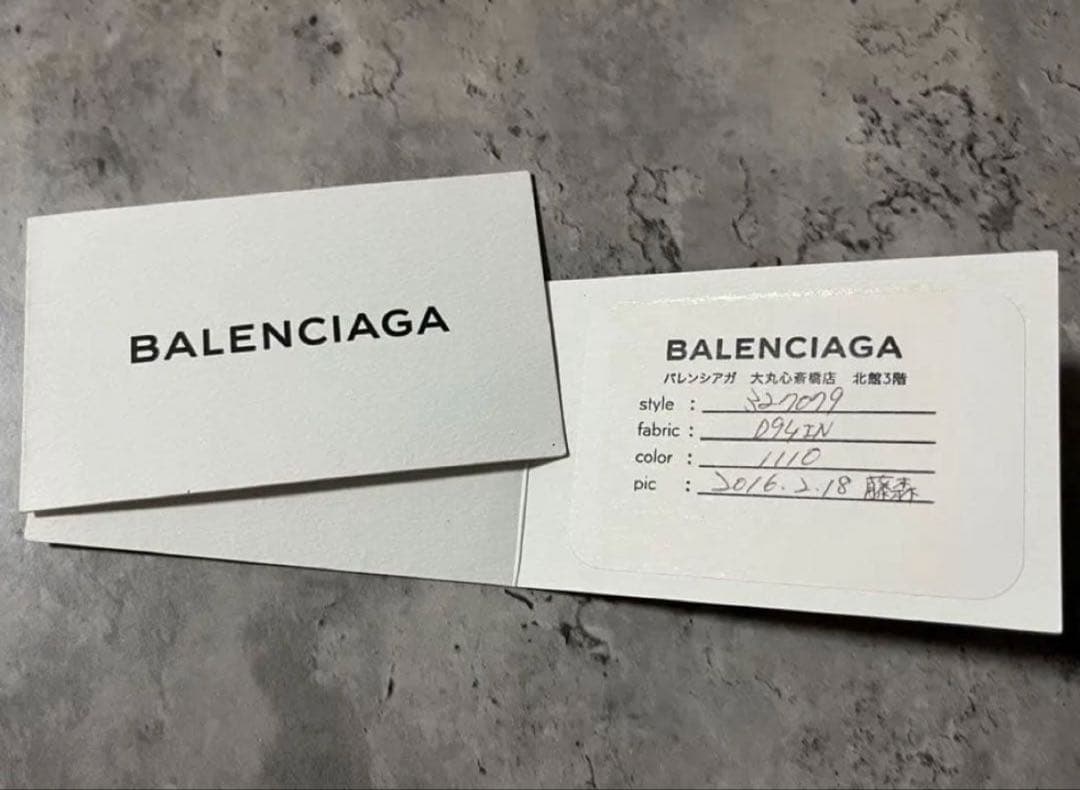 BALENCIAGA
BALENCIAGA
バレンシアガ 大丸心斎橋店 北館3階
style : 327079
fabric : D94IN
color : 1110
pic : 2016.2.18 藤森